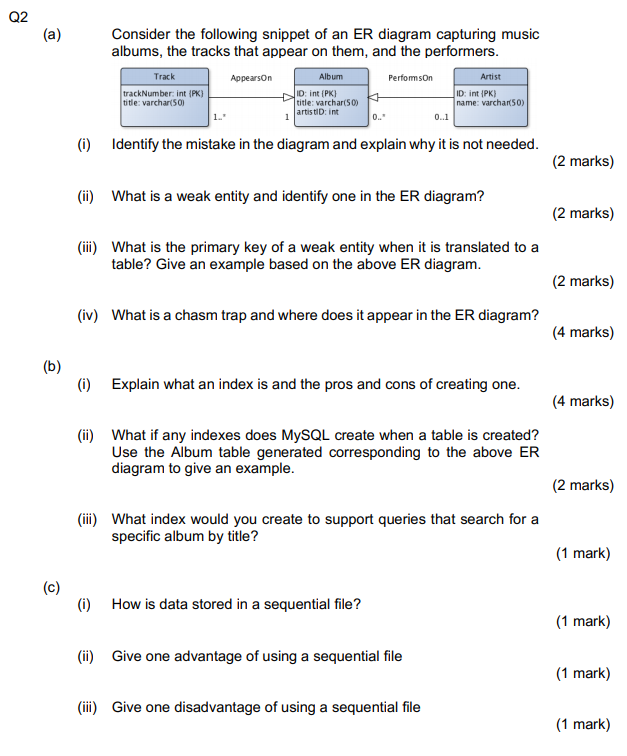 Q2
(a) Consider the following snippet of an ER diagram capturing music
albums, the tracks that appear on them, and the performers.
Track AppearsOn Album PerformsOn Artist
trackNumber: int (PK) ID: int (PK) ID: int (PK)
title: varchar(50) title: varchar(50) name: varchar(50)
artistID: int
1..* 1 0..* 0..1
(i) Identify the mistake in the diagram and explain why it is not needed.
(2 marks)
(ii) What is a weak entity and identify one in the ER diagram?
(2 marks)
(iii) What is the primary key of a weak entity when it is translated to a
table? Give an example based on the above ER diagram.
(2 marks)
(iv) What is a chasm trap and where does it appear in the ER diagram?
(4 marks)
(b)
(i) Explain what an index is and the pros and cons of creating one.
(4 marks)
(ii) What if any indexes does MySQL create when a table is created?
Use the Album table generated corresponding to the above ER
diagram to give an example.
(2 marks)
(iii) What index would you create to support queries that search for a
specific album by title?
(1 mark)
(c)
(i) How is data stored in a sequential file?
(1 mark)
(ii) Give one advantage of using a sequential file
(1 mark)
(iii) Give one disadvantage of using a sequential file
(1 mark)